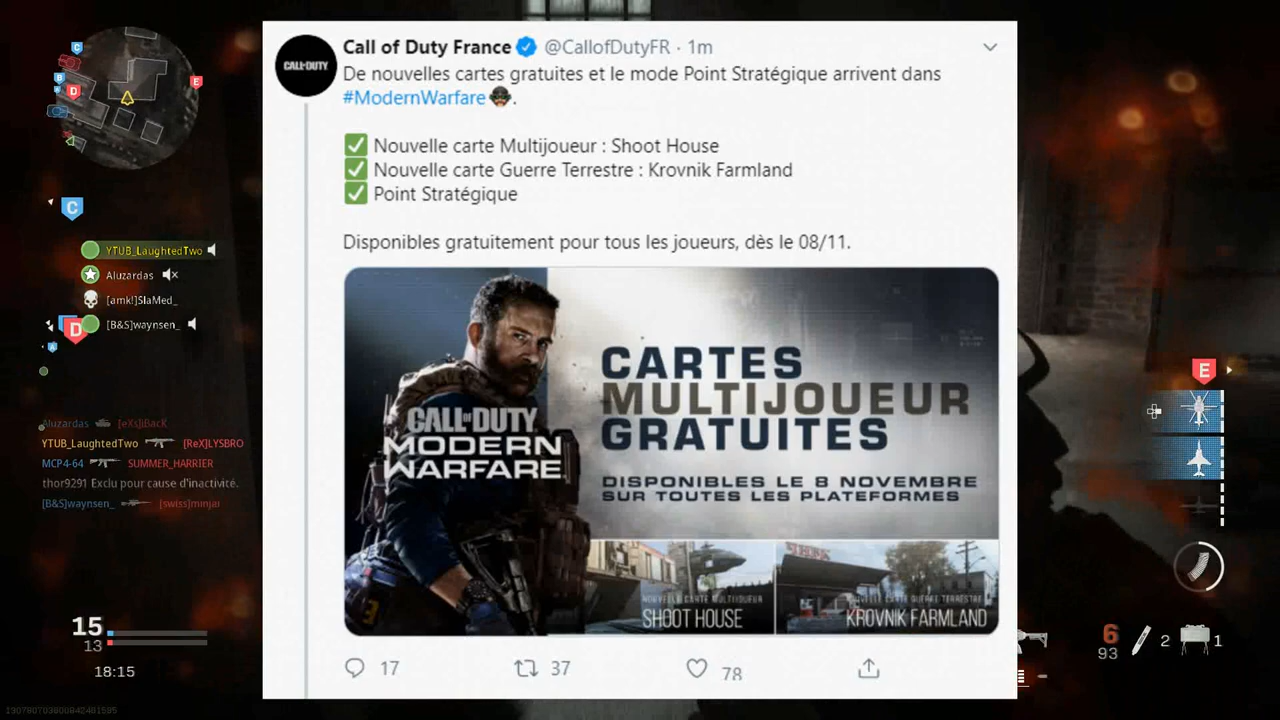 Call of Duty France @CallofDutyFR · 1m
De nouvelles cartes gratuites et le mode Point Stratégique arrivent dans
#ModernWarfare.
Nouvelle carte Multijoueur : Shoot House
Nouvelle carte Guerre Terrestre : Krovnik Farmland
Point Stratégique
Disponibles gratuitement pour tous les joueurs, dès le 08/11.
CALL OF DUTY
CALL OF DUTY
MODERN
WARFARE
CARTES
MULTIJOUEUR
GRATUITES
DISPONIBLES LE 8 NOVEMBRE
SUR TOUTES LES PLATEFORMES
NOUVELLE CARTE MULTIJOUEUR
SHOOT HOUSE
NOUVELLE CARTE GUERRE TERRESTRE
KROVNIK FARMLAND
17 37 78
C
B
D
E
C
YTUB_LaughtedTwo
Aluzardas
[amk!]SlaMed_
D
[B&S]waynsen_
A
Aluzardas [eXs]iBacK
YTUB_LaughtedTwo [ReX]LYSBRO
MCP4-64 SUMMER_HARRIER
thor9291 Exclu pour cause d'inactivité.
[B&S]waynsen_ [swiss]minjai
15
13
18:15
E
6
93
2
1